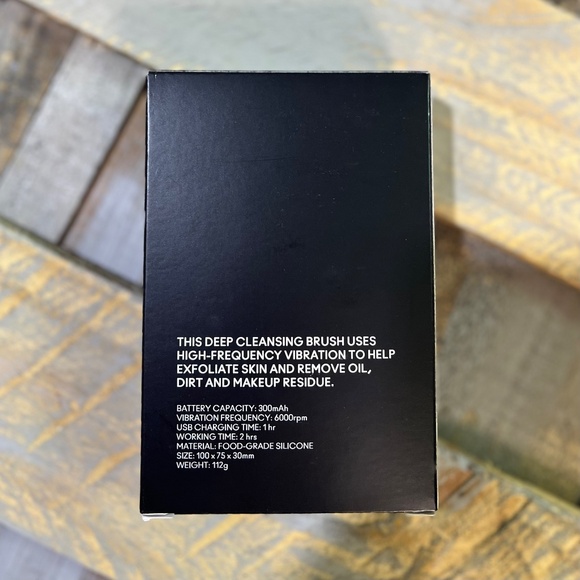 THIS DEEP CLEANSING BRUSH USES
HIGH-FREQUENCY VIBRATION TO HELP
EXFOLIATE SKIN AND REMOVE OIL,
DIRT AND MAKEUP RESIDUE.
BATTERY CAPACITY: 300mAh
VIBRATION FREQUENCY: 6000rpm
USB CHARGING TIME: 1 hr
WORKING TIME: 2 hrs
MATERIAL: FOOD-GRADE SILICONE
SIZE: 100 x 75 x 30mm
WEIGHT: 112g